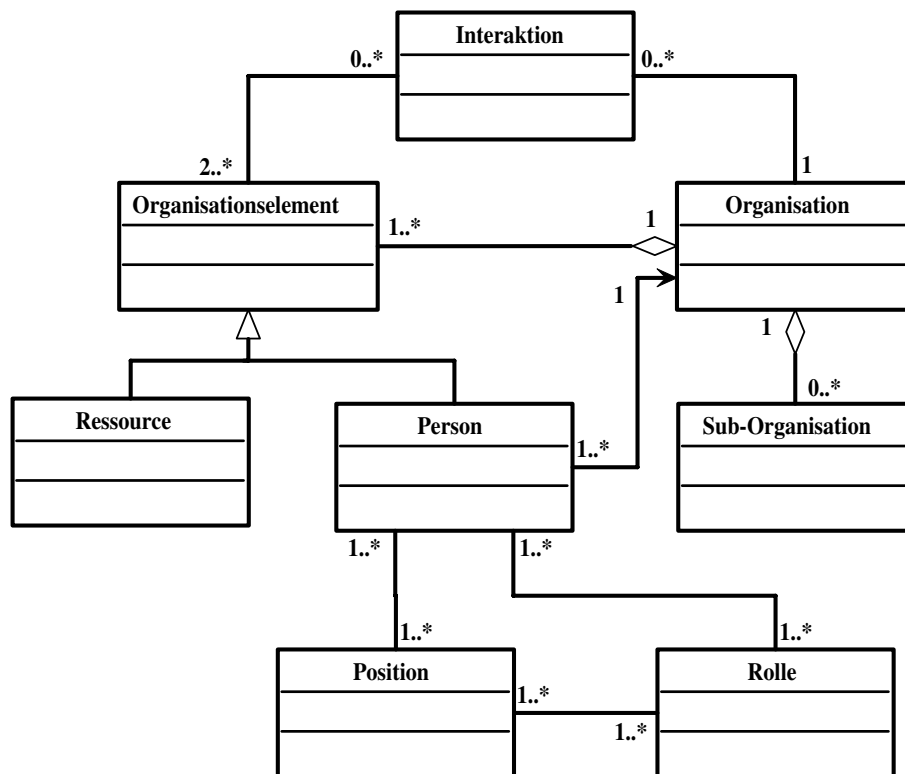 Interaktion
0..*
0..*
2..*
1
Organisationselement
Organisation
1..*
1
1
1
0..*
Ressource
Person
Sub-Organisation
1..*
1..*
1..*
1..*
1..*
Position
Rolle
1..*
1..*